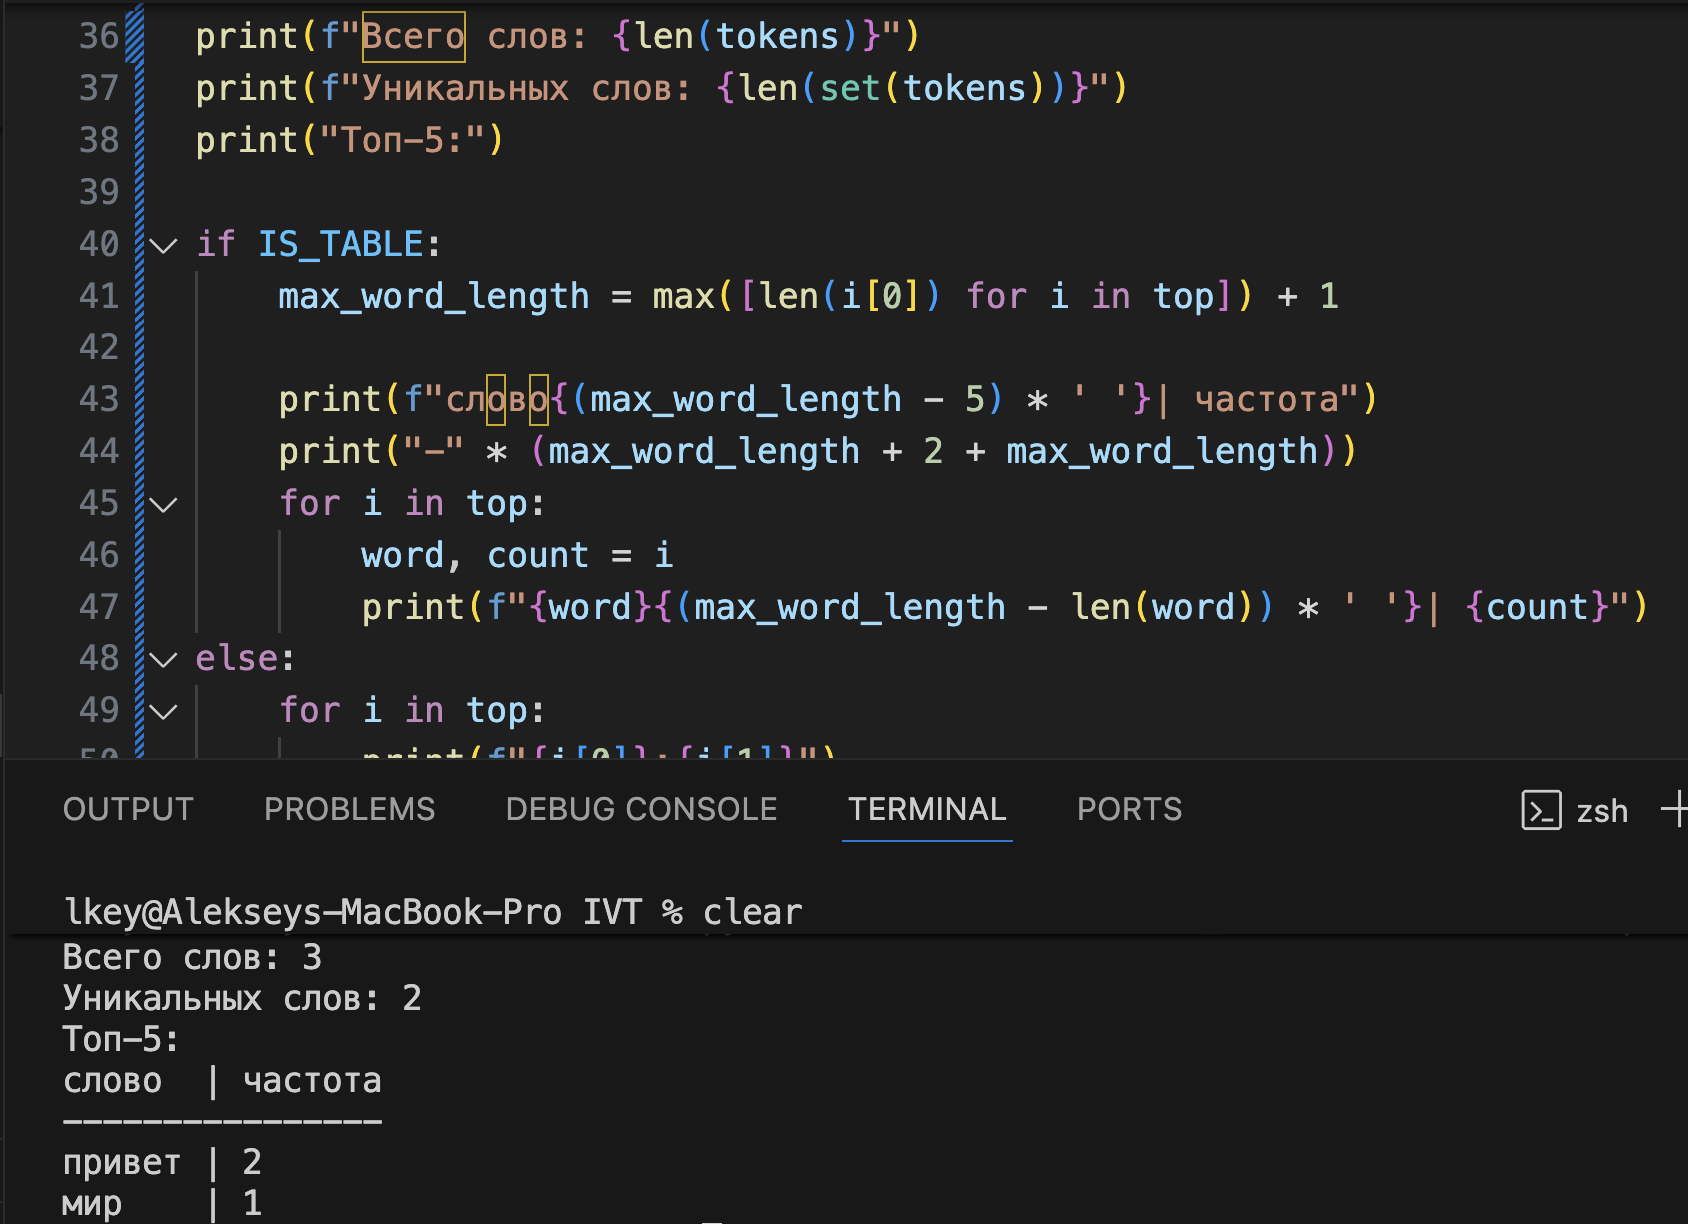 36 print(f"Всего слов: {len(tokens)}")
37 print(f"Уникальных слов: {len(set(tokens))}")
38 print("Топ-5:")
39
40 if IS_TABLE:
41     max_word_length = max([len(i[0]) for i in top]) + 1
42
43     print(f"слово{(max_word_length - 5) * ' '}| частота")
44     print("-" * (max_word_length + 2 + max_word_length))
45     for i in top:
46         word, count = i
47         print(f"{word}{(max_word_length - len(word)) * ' '}| {count}")
48 else:
49     for i in top:
50         print(f"{i[0]}:{i[1]}")
OUTPUT PROBLEMS DEBUG CONSOLE TERMINAL PORTS zsh
lkey@Alekseys-MacBook-Pro IVT % clear
Всего слов: 3
Уникальных слов: 2
Топ-5:
слово  | частота
----------------
привет | 2
мир    | 1